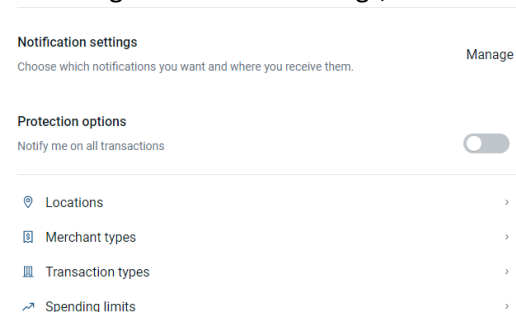 Notification settings
Manage
Choose which notifications you want and where you receive them.
Protection options
Notify me on all transactions
Locations
Merchant types
Transaction types
Spending limits